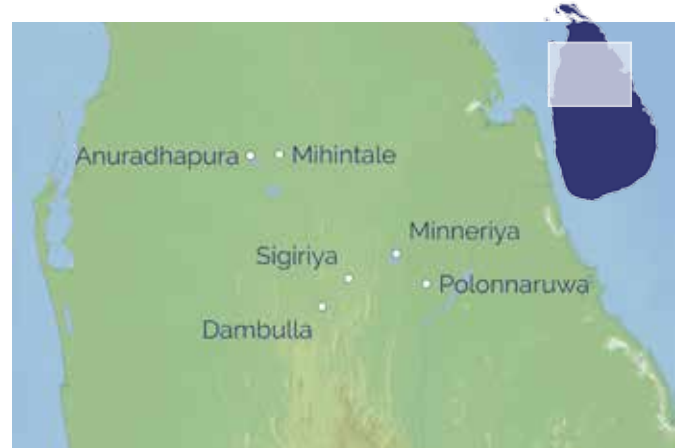 Anuradhapura
Mihintale
Minneriya
Sigiriya
Polonnaruwa
Dambulla